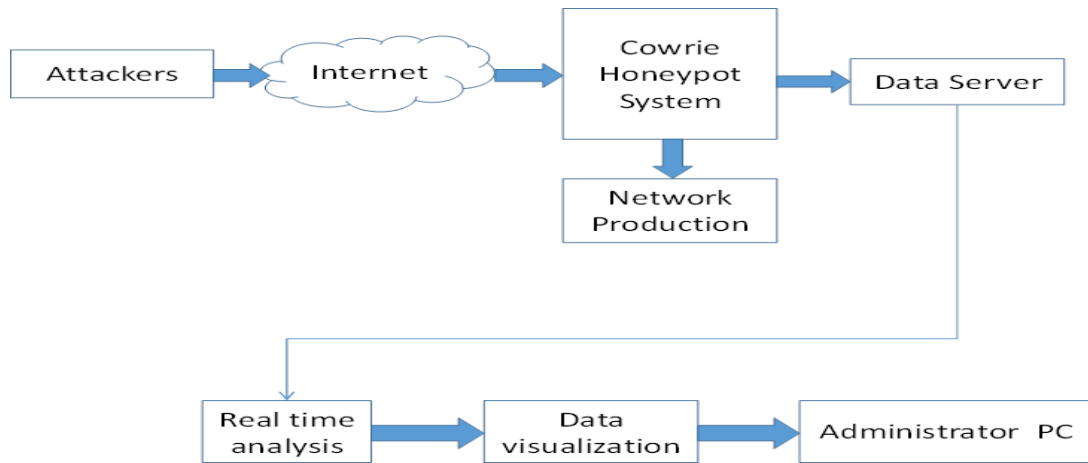 Attackers
Internet
Cowrie
Honeypot
System
Data Server
Network
Production
Real time
analysis
Data
visualization
Administrator PC